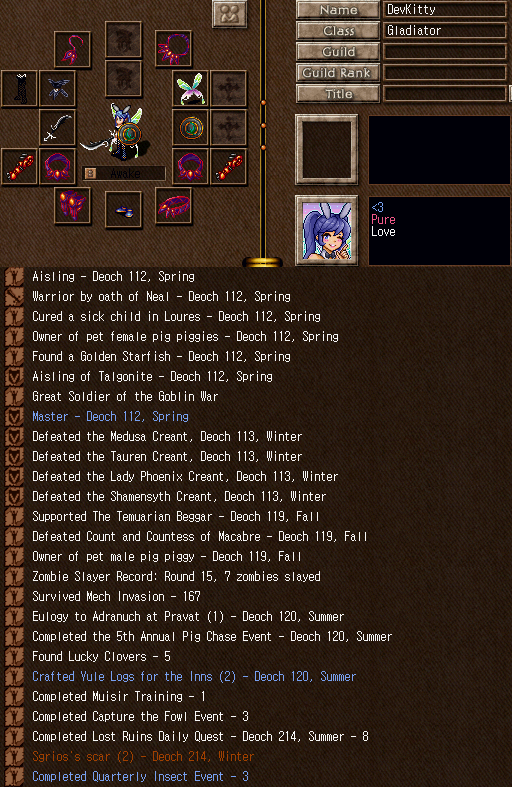 Name
DevKitty
Class
Gladiator
Guild
Guild Rank
Title
Awake
<3
Pure
Love
Aisling - Deoch 112, Spring
Warrior by oath of Neal - Deoch 112, Spring
Cured a sick child in Loures - Deoch 112, Spring
Owner of pet female pig piggies - Deoch 112, Spring
Found a Golden Starfish - Deoch 112, Spring
Aisling of Talgonite - Deoch 112, Spring
Great Soldier of the Goblin War
Master - Deoch 112, Spring
Defeated the Medusa Creant, Deoch 113, Winter
Defeated the Tauren Creant, Deoch 113, Winter
Defeated the Lady Phoenix Creant, Deoch 113, Winter
Defeated the Shamensyth Creant, Deoch 113, Winter
Supported The Temuarian Beggar - Deoch 119, Fall
Defeated Count and Countess of Macabre - Deoch 119, Fall
Owner of pet male pig piggy - Deoch 119, Fall
Zombie Slayer Record: Round 15, 7 zombies slayed
Survived Mech Invasion - 167
Eulogy to Adranuch at Pravat (1) - Deoch 120, Summer
Completed the 5th Annual Pig Chase Event - Deoch 120, Summer
Found Lucky Clovers - 5
Crafted Yule Logs for the Inns (2) - Deoch 120, Summer
Completed Muisir Training - 1
Completed Capture the Fowl Event - 3
Completed Lost Ruins Daily Quest - Deoch 214, Summer - 8
Sgrios's scar (2) - Deoch 214, Winter
Completed Quarterly Insect Event - 3